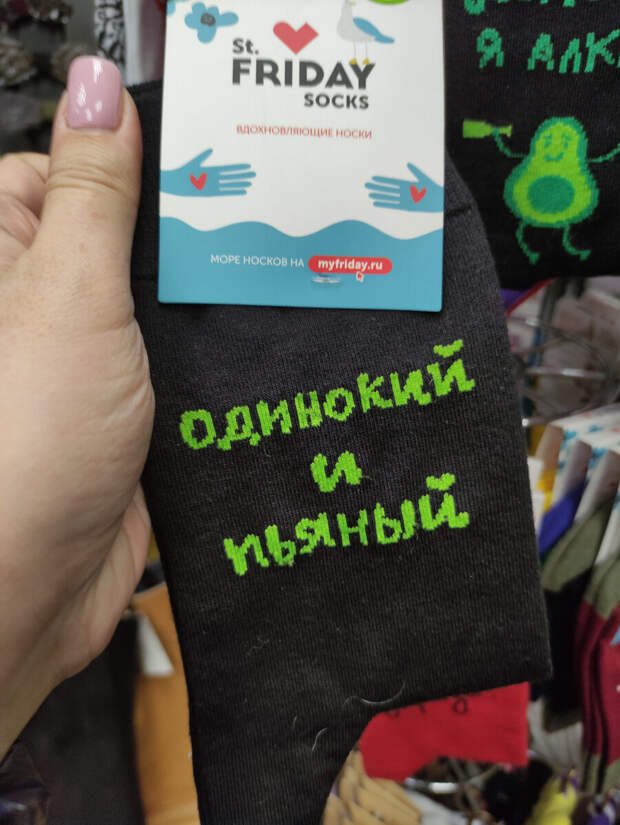 St.
FRIDAY
SOCKS
ВДОХНОВЛЯЮЩИЕ НОСКИ
МОРЕ НОСКОВ НА myfriday.ru
одинокий
и
пьяный
Я АЛК